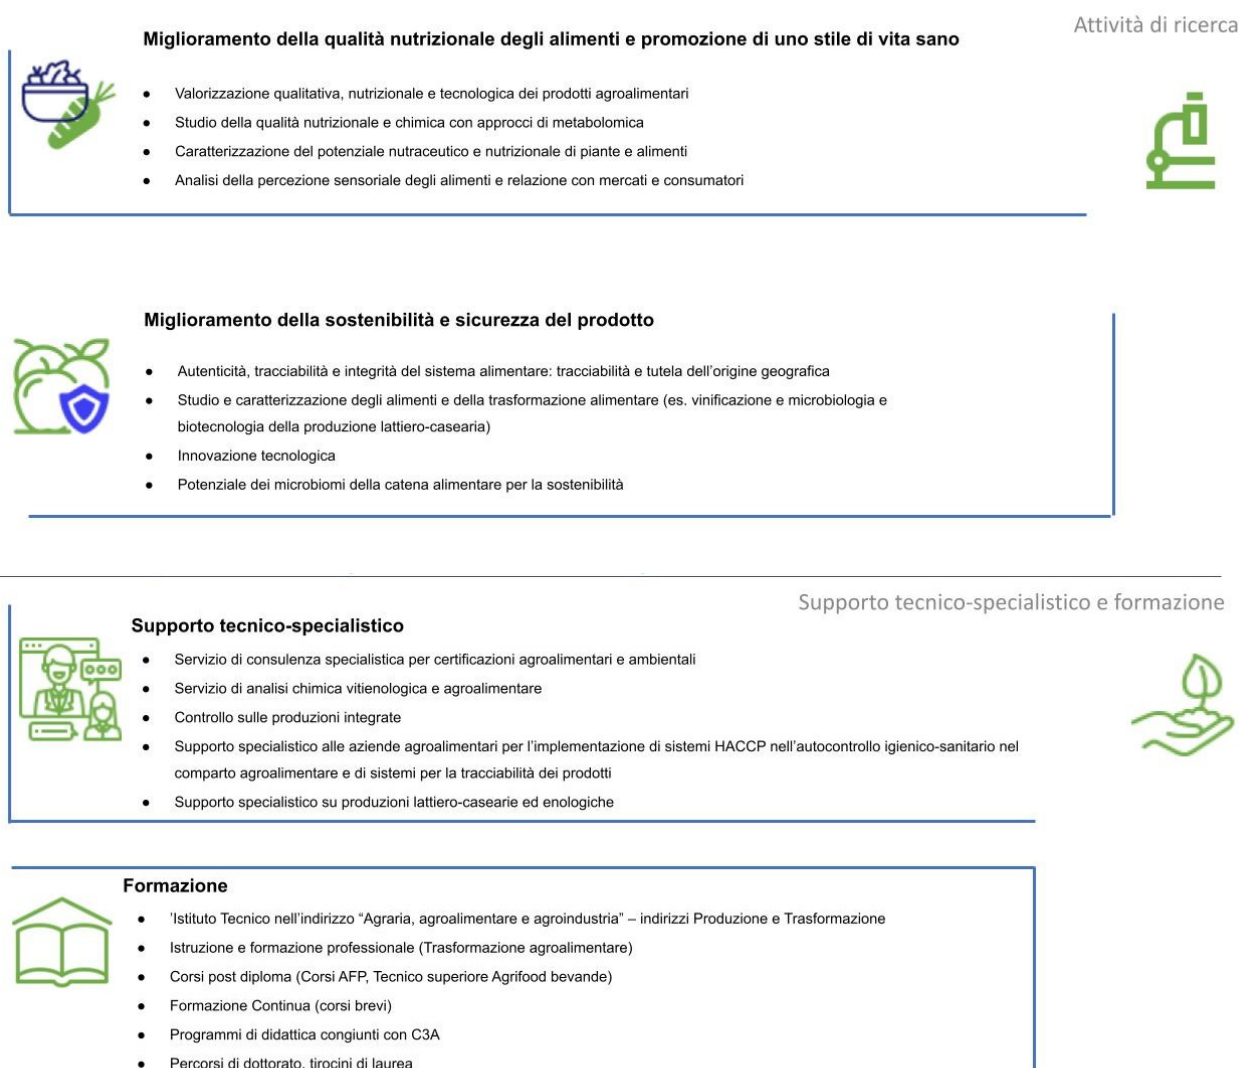 Attività di ricerca
Miglioramento della qualità nutrizionale degli alimenti e promozione di uno stile di vita sano
● Valorizzazione qualitativa, nutrizionale e tecnologica dei prodotti agroalimentari
● Studio della qualità nutrizionale e chimica con approcci di metabolomica
● Caratterizzazione del potenziale nutraceutico e nutrizionale di piante e alimenti
● Analisi della percezione sensoriale degli alimenti e relazione con mercati e consumatori
Miglioramento della sostenibilità e sicurezza del prodotto
● Autenticità, tracciabilità e integrità del sistema alimentare: tracciabilità e tutela dell'origine geografica
● Studio e caratterizzazione degli alimenti e della trasformazione alimentare (es. vinificazione e microbiologia e
biotecnologia della produzione lattiero-casearia)
● Innovazione tecnologica
● Potenziale dei microbiomi della catena alimentare per la sostenibilità
Supporto tecnico-specialistico e formazione
Supporto tecnico-specialistico
● Servizio di consulenza specialistica per certificazioni agroalimentari e ambientali
● Servizio di analisi chimica vitienologica e agroalimentare
● Controllo sulle produzioni integrate
● Supporto specialistico alle aziende agroalimentari per l'implementazione di sistemi HACCP nell'autocontrollo igienico-sanitario nel
comparto agroalimentare e di sistemi per la tracciabilità dei prodotti
● Supporto specialistico su produzioni lattiero-casearie ed enologiche
Formazione
● 'Istituto Tecnico nell'indirizzo “Agraria, agroalimentare e agroindustria” – indirizzi Produzione e Trasformazione
● Istruzione e formazione professionale (Trasformazione agroalimentare)
● Corsi post diploma (Corsi AFP, Tecnico superiore Agrifood bevande)
● Formazione Continua (corsi brevi)
● Programmi di didattica congiunti con C3A
● Percorsi di dottorato, tirocini di laurea